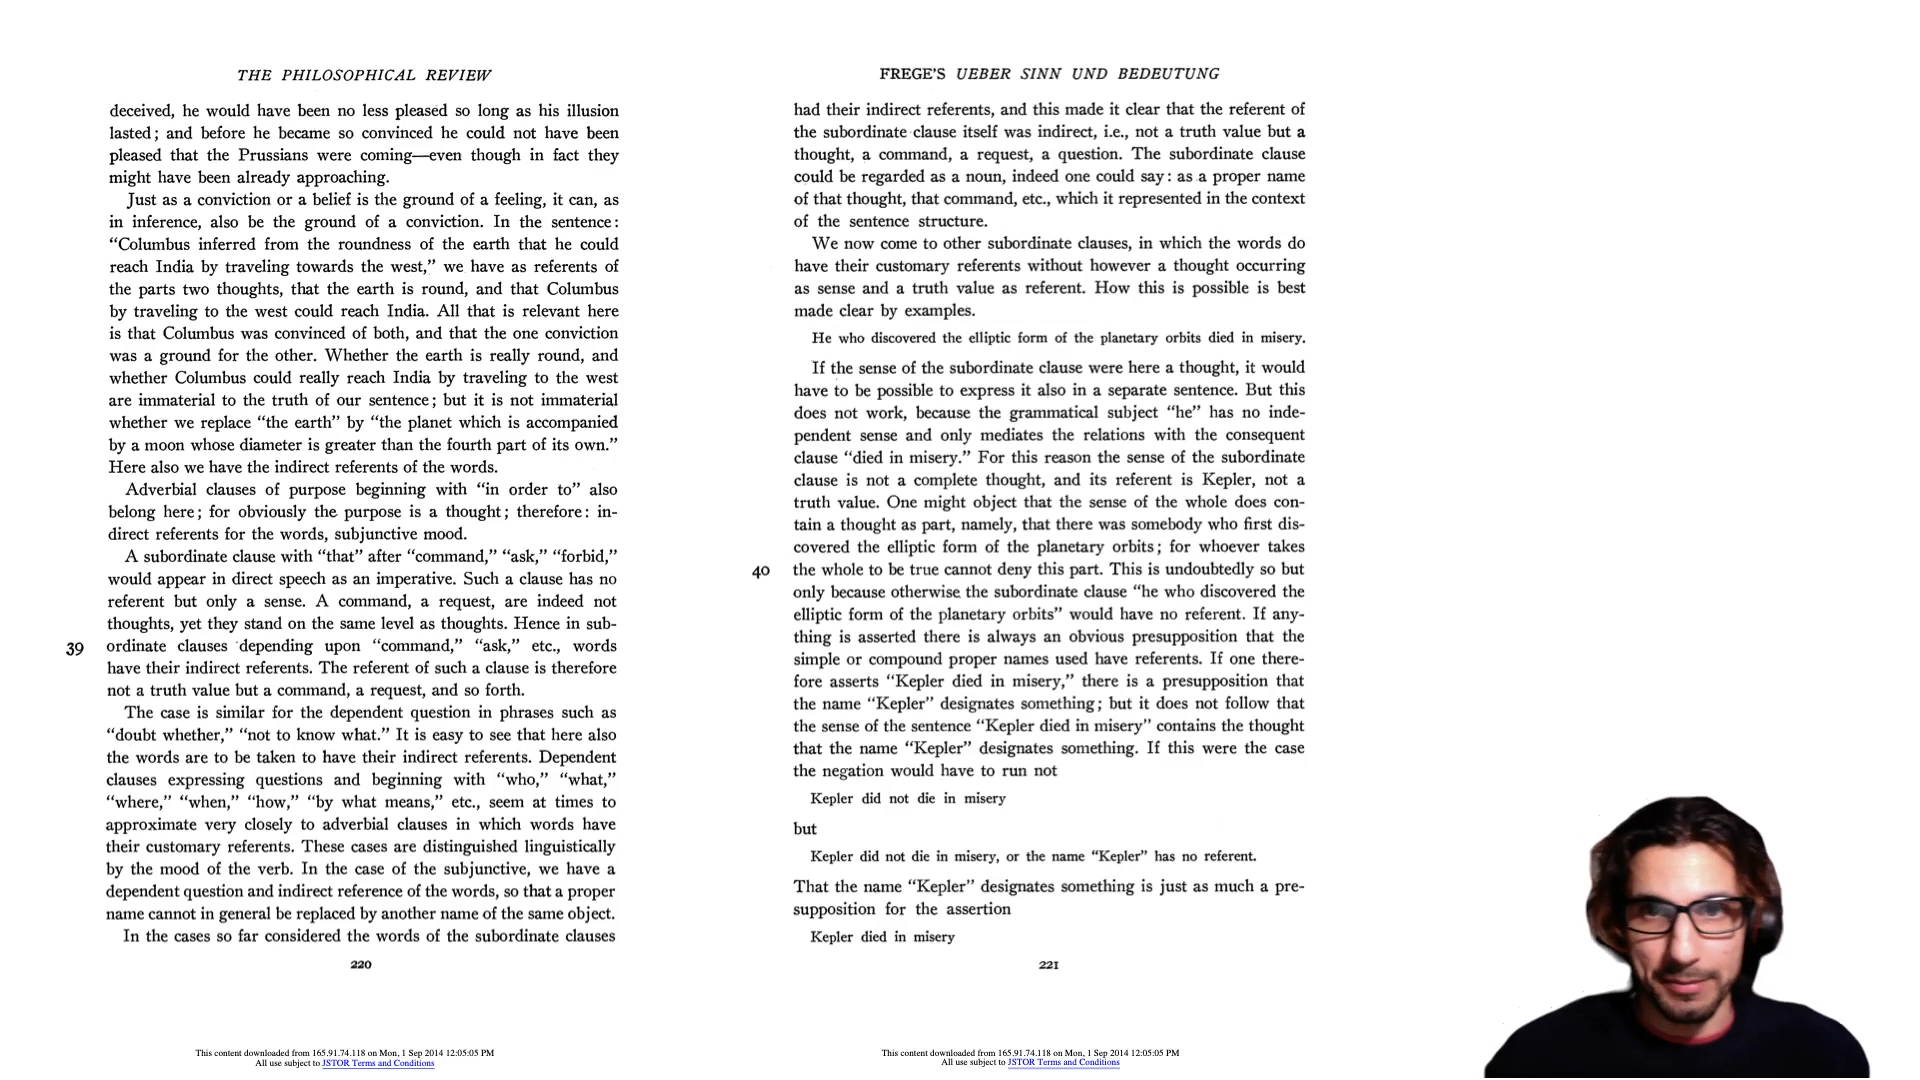 THE PHILOSOPHICAL REVIEW
deceived, he would have been no less pleased so long as his illusion
lasted; and before he became so convinced he could not have been
pleased that the Prussians were coming—even though in fact they
might have been already approaching.
Just as a conviction or a belief is the ground of a feeling, it can, as
in inference, also be the ground of a conviction. In the sentence:
“Columbus inferred from the roundness of the earth that he could
reach India by traveling towards the west,” we have as referents of
the parts two thoughts, that the earth is round, and that Columbus
by traveling to the west could reach India. All that is relevant here
is that Columbus was convinced of both, and that the one conviction
was a ground for the other. Whether the earth is really round, and
whether Columbus could really reach India by traveling to the west
are immaterial to the truth of our sentence; but it is not immaterial
whether we replace “the earth” by “the planet which is accompanied
by a moon whose diameter is greater than the fourth part of its own.”
Here also we have the indirect referents of the words.
Adverbial clauses of purpose beginning with “in order to” also
belong here; for obviously the purpose is a thought; therefore: in-
direct referents for the words, subjunctive mood.
A subordinate clause with “that” after “command,” “ask,” “forbid,”
would appear in direct speech as an imperative. Such a clause has no
referent but only a sense. A command, a request, are indeed not
thoughts, yet they stand on the same level as thoughts. Hence in sub-
39 ordinate clauses depending upon “command,” “ask,” etc., words
have their indirect referents. The referent of such a clause is therefore
not a truth value but a command, a request, and so forth.
The case is similar for the dependent question in phrases such as
“doubt whether,” “not to know what.” It is easy to see that here also
the words are to be taken to have their indirect referents. Dependent
clauses expressing questions and beginning with “who,” “what,”
“where,” “when,” “how,” “by what means,” etc., seem at times to
approximate very closely to adverbial clauses in which words have
their customary referents. These cases are distinguished linguistically
by the mood of the verb. In the case of the subjunctive, we have a
dependent question and indirect reference of the words, so that a proper
name cannot in general be replaced by another name of the same object.
In the cases so far considered the words of the subordinate clauses
220
This content downloaded from 165.91.74.118 on Mon, 1 Sep 2014 12:05:05 PM
All use subject to JSTOR Terms and Conditions
FREGE'S UEBER SINN UND BEDEUTUNG
had their indirect referents, and this made it clear that the referent of
the subordinate clause itself was indirect, i.e., not a truth value but a
thought, a command, a request, a question. The subordinate clause
could be regarded as a noun, indeed one could say: as a proper name
of that thought, that command, etc., which it represented in the context
of the sentence structure.
We now come to other subordinate clauses, in which the words do
have their customary referents without however a thought occurring
as sense and a truth value as referent. How this is possible is best
made clear by examples.
He who discovered the elliptic form of the planetary orbits died in misery.
If the sense of the subordinate clause were here a thought, it would
have to be possible to express it also in a separate sentence. But this
does not work, because the grammatical subject “he” has no inde-
pendent sense and only mediates the relations with the consequent
clause “died in misery.” For this reason the sense of the subordinate
clause is not a complete thought, and its referent is Kepler, not a
truth value. One might object that the sense of the whole does con-
tain a thought as part, namely, that there was somebody who first dis-
covered the elliptic form of the planetary orbits; for whoever takes
40 the whole to be true cannot deny this part. This is undoubtedly so but
only because otherwise the subordinate clause “he who discovered the
elliptic form of the planetary orbits” would have no referent. If any-
thing is asserted there is always an obvious presupposition that the
simple or compound proper names used have referents. If one there-
fore asserts “Kepler died in misery,” there is a presupposition that
the name “Kepler” designates something; but it does not follow that
the sense of the sentence “Kepler died in misery” contains the thought
that the name “Kepler” designates something. If this were the case
the negation would have to run not
Kepler did not die in misery
but
Kepler did not die in misery, or the name “Kepler” has no referent.
That the name “Kepler” designates something is just as much a pre-
supposition for the assertion
Kepler died in misery
221
This content downloaded from 165.91.74.118 on Mon, 1 Sep 2014 12:05:05 PM
All use subject to JSTOR Terms and Conditions